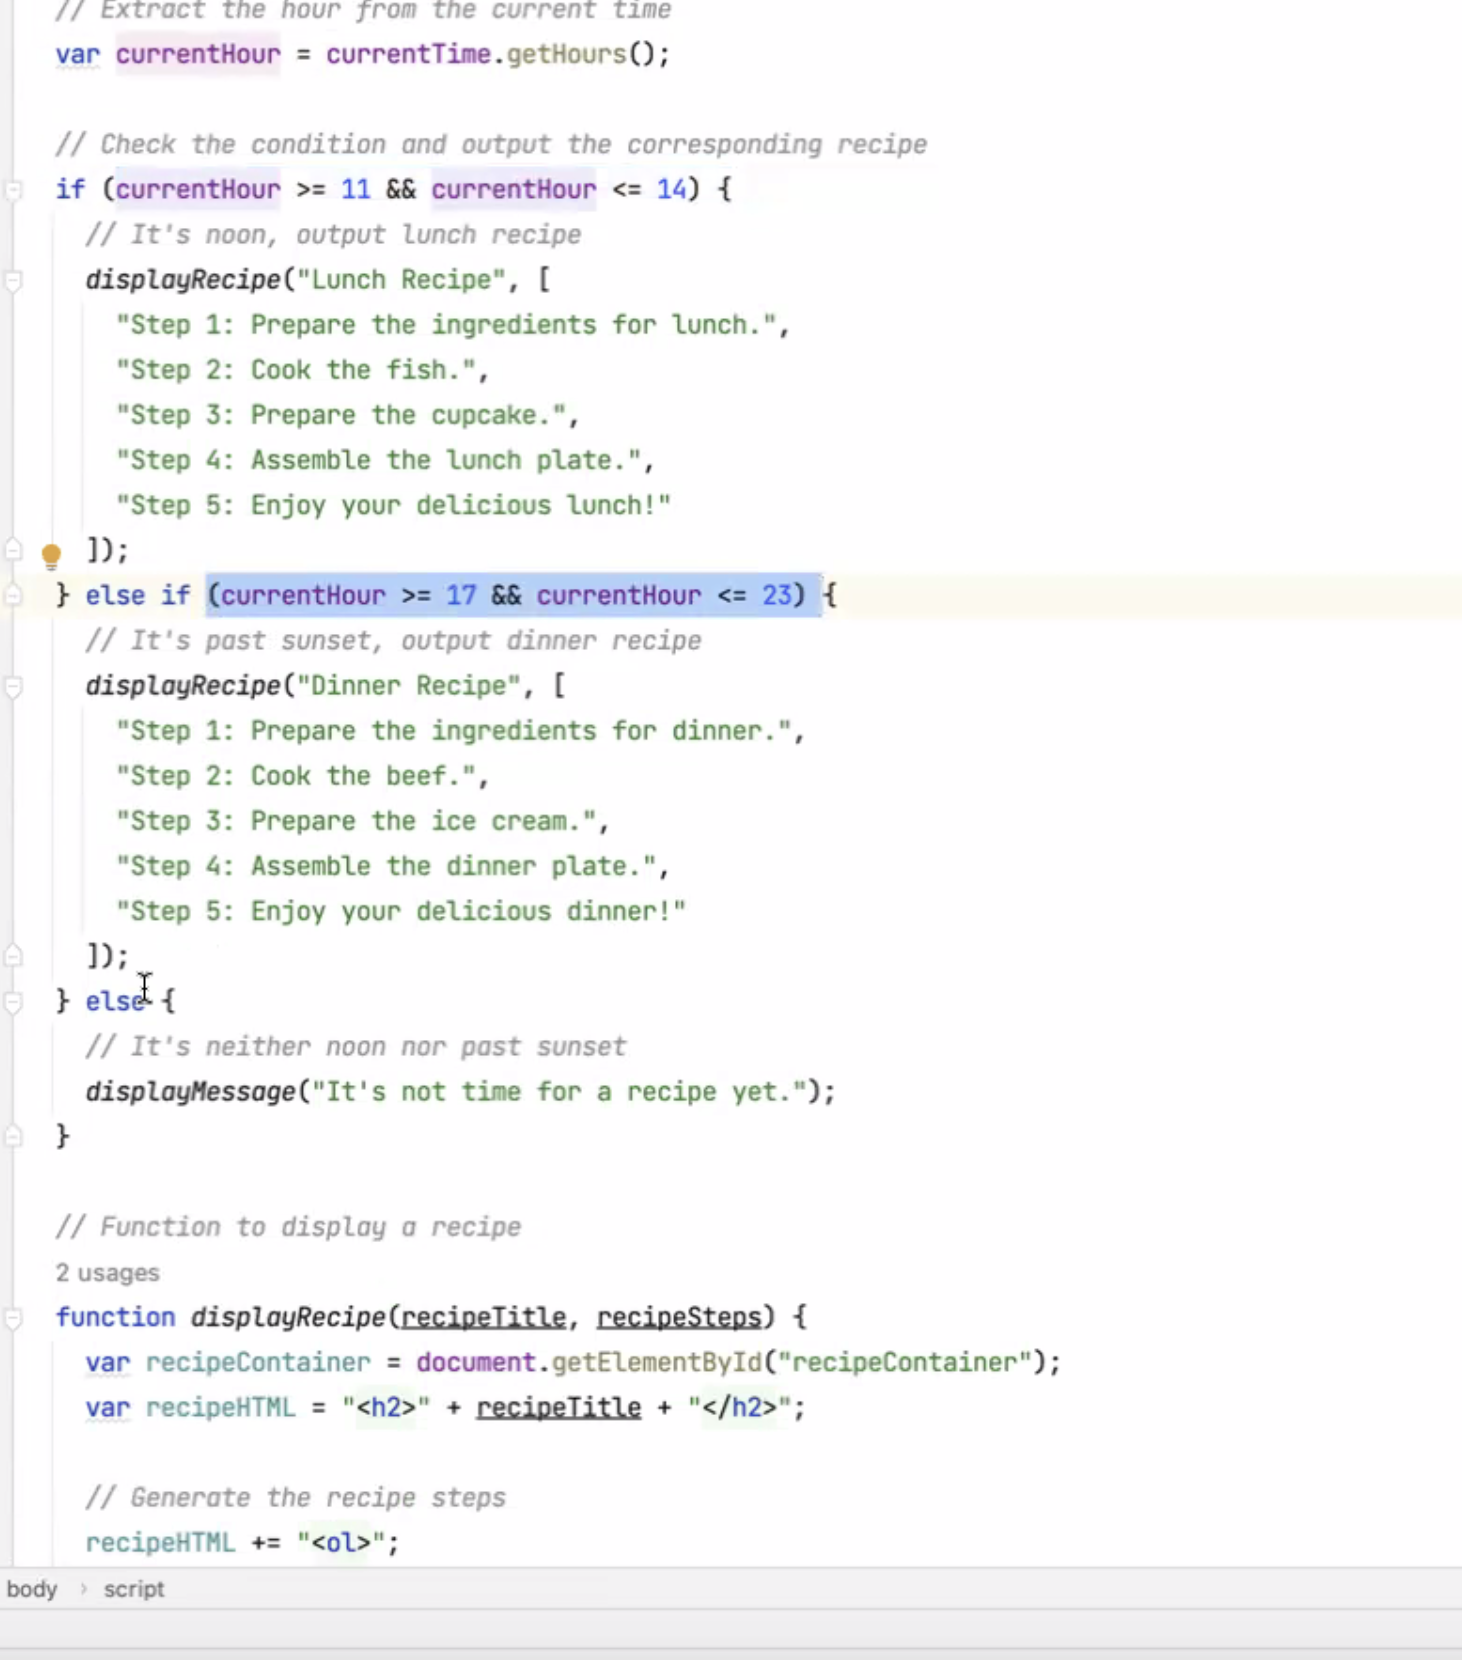 // Extract the hour from the current time
var currentHour = currentTime.getHours();
// Check the condition and output the corresponding recipe
if (currentHour >= 11 && currentHour <= 14) {
// It's noon, output lunch recipe
displayRecipe("Lunch Recipe", [
"Step 1: Prepare the ingredients for lunch.",
"Step 2: Cook the fish.",
"Step 3: Prepare the cupcake.",
"Step 4: Assemble the lunch plate.",
"Step 5: Enjoy your delicious lunch!"
]);
} else if (currentHour >= 17 && currentHour <= 23) {
// It's past sunset, output dinner recipe
displayRecipe("Dinner Recipe", [
"Step 1: Prepare the ingredients for dinner.",
"Step 2: Cook the beef.",
"Step 3: Prepare the ice cream.",
"Step 4: Assemble the dinner plate.",
"Step 5: Enjoy your delicious dinner!"
]);
} else {
// It's neither noon nor past sunset
displayMessage("It's not time for a recipe yet.");
}
// Function to display a recipe
2 usages
function displayRecipe(recipeTitle, recipeSteps) {
var recipeContainer = document.getElementById("recipeContainer");
var recipeHTML = "<h2>" + recipeTitle + "</h2>";
// Generate the recipe steps
recipeHTML += "<ol>";
body › script